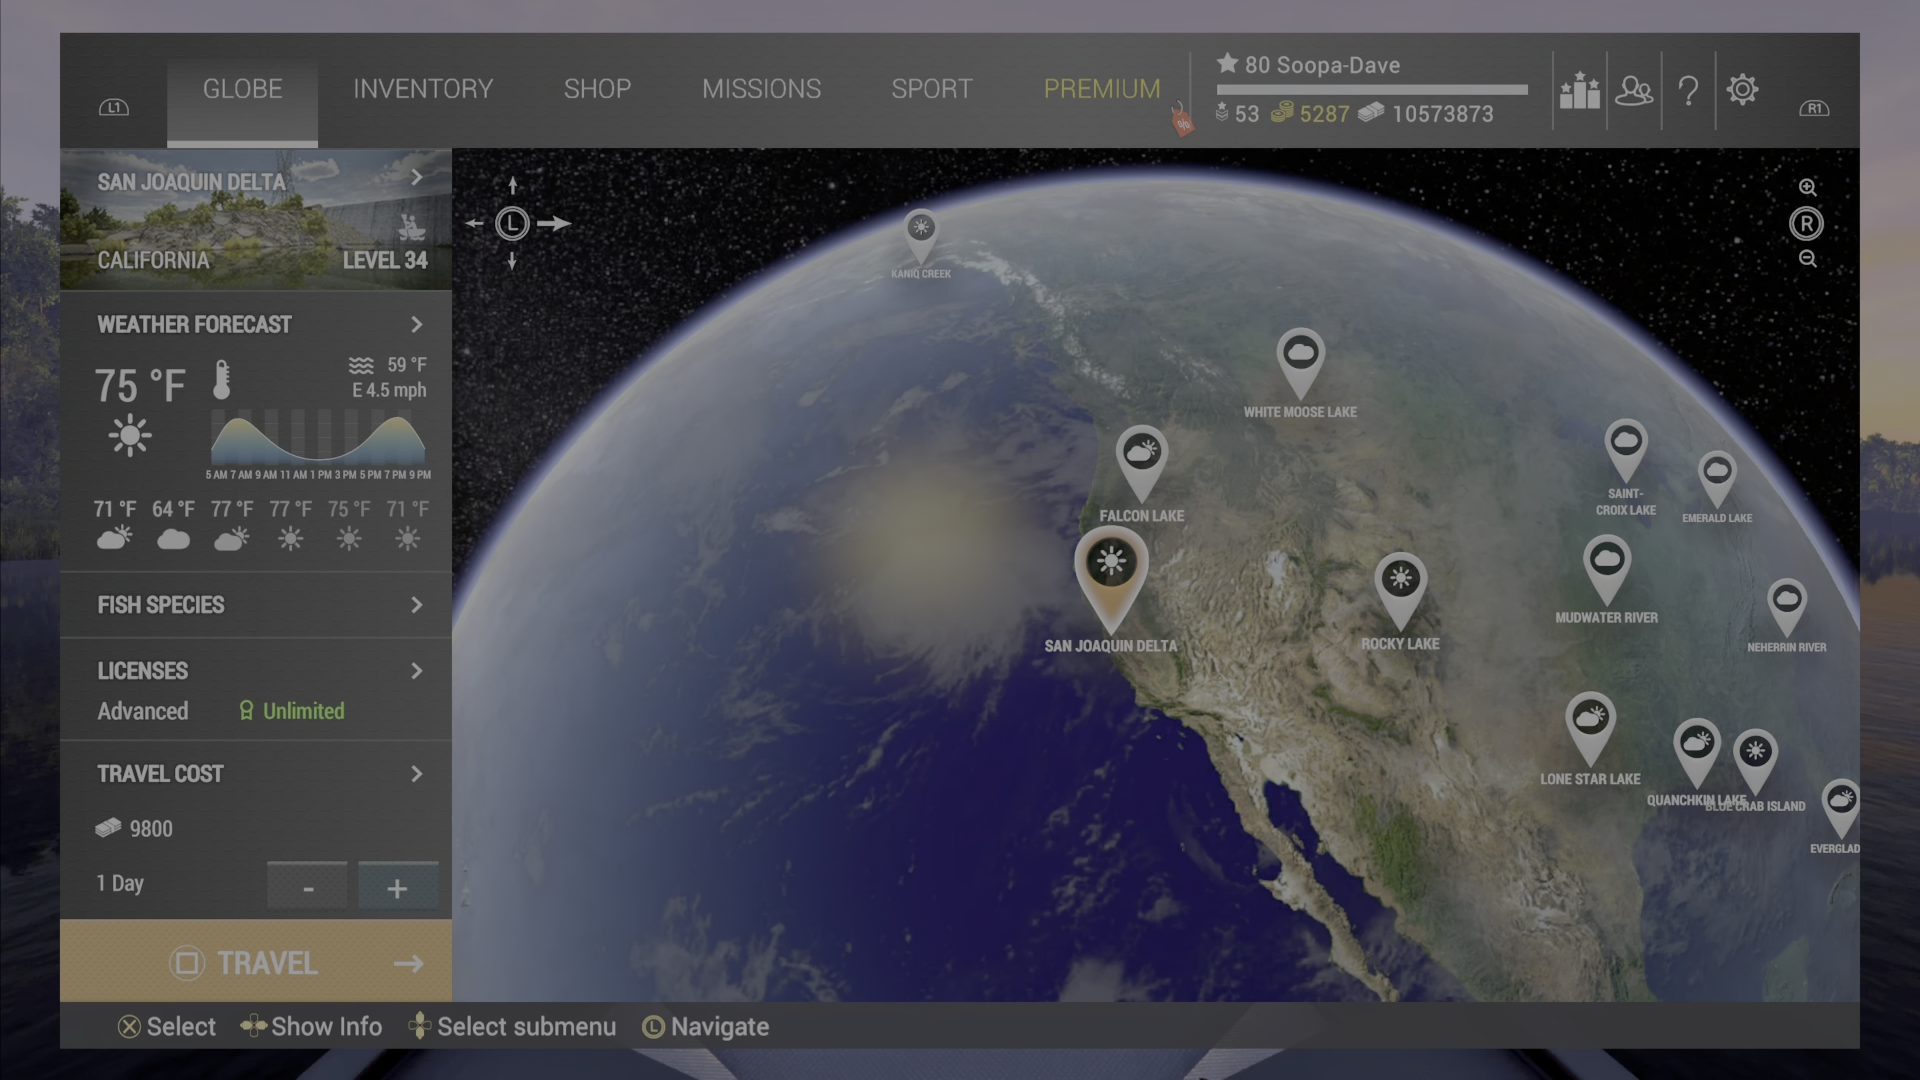 L1
GLOBE
INVENTORY
SHOP
MISSIONS
SPORT
PREMIUM
%
80 Soopa-Dave
53 5287 10573873
?
R1
SAN JOAQUIN DELTA
CALIFORNIA LEVEL 34
WEATHER FORECAST
75 °F
59 °F
E 4.5 mph
5 AM 7 AM 9 AM 11 AM 1 PM 3 PM 5 PM 7 PM 9 PM
71 °F 64 °F 77 °F 77 °F 75 °F 71 °F
FISH SPECIES
LICENSES
Advanced Unlimited
TRAVEL COST
9800
1 Day - +
TRAVEL
L
R
KANIQ CREEK
WHITE MOOSE LAKE
FALCON LAKE
SAINT-
CROIX LAKE
EMERALD LAKE
SAN JOAQUIN DELTA
ROCKY LAKE
MUDWATER RIVER
NEHERRIN RIVER
LONE STAR LAKE
QUANCHKIN LAKE
BLUE CRAB ISLAND
EVERGLAD
Select Show Info Select submenu L Navigate